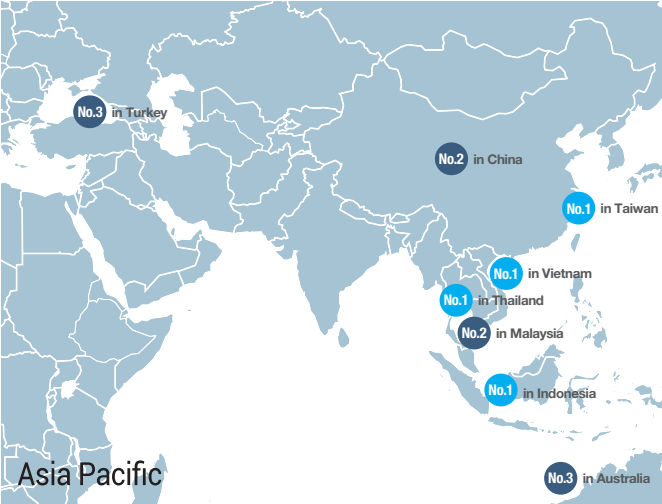 No.3 in Turkey
No.2 in China
No.1 in Taiwan
No.1 in Vietnam
No.1 in Thailand
No.2 in Malaysia
No.1 in Indonesia
Asia Pacific
No.3 in Australia